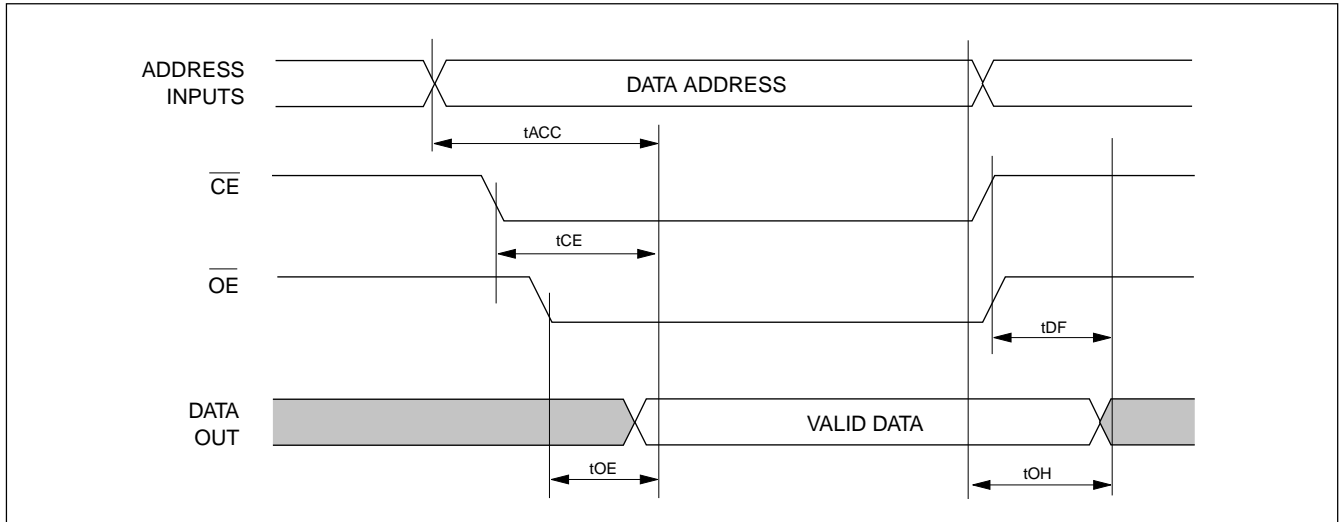 ADDRESS
INPUTS
DATA ADDRESS
tACC
CE
tCE
OE
tDF
DATA
OUT
VALID DATA
tOE
tOH